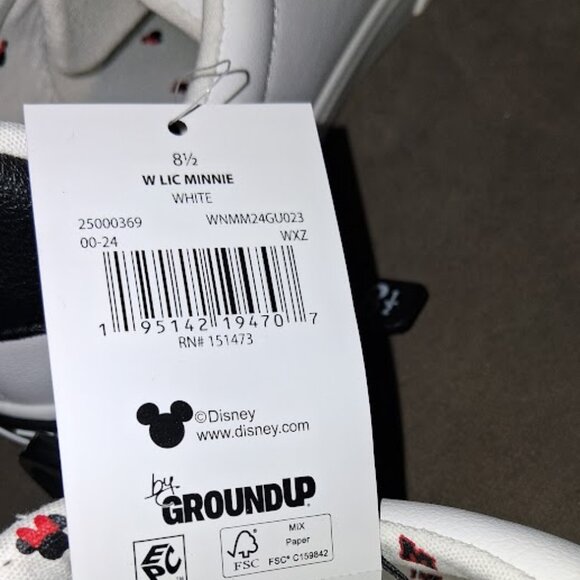 8½
W LIC MINNIE
WHITE
25000369 WNMM24GU023
00-24 WXZ
1 95142 19470 7
RN# 151473
©Disney
www.disney.com
by
GROUNDUP
EPC
FSC
MIX
Paper
FSC® C159842